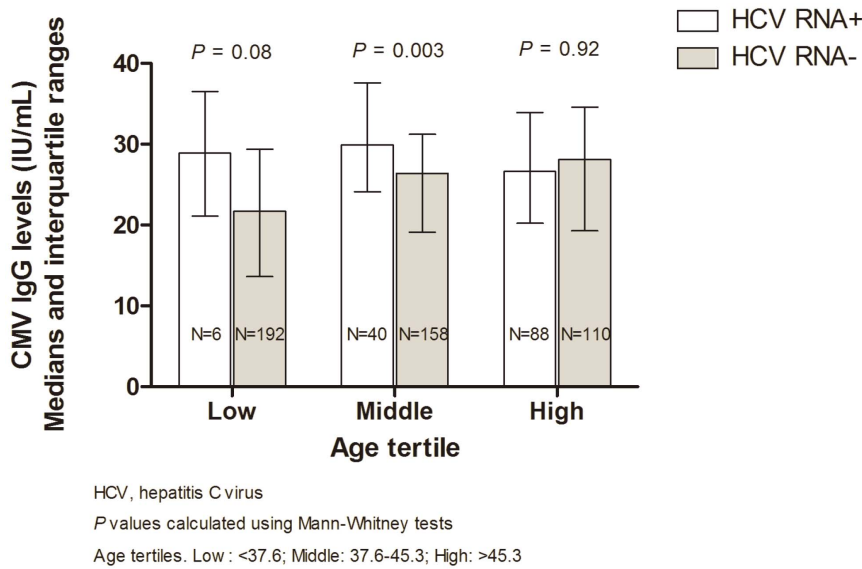 HCV RNA+
HCV RNA-
P = 0.08 P = 0.003 P = 0.92
CMV IgG levels (IU/mL)
Medians and interquartile ranges
40
30
20
10
0
N=6 N=192 N=40 N=158 N=88 N=110
Low Middle High
Age tertile
HCV, hepatitis C virus
P values calculated using Mann-Whitney tests
Age tertiles. Low : <37.6; Middle: 37.6-45.3; High: >45.3